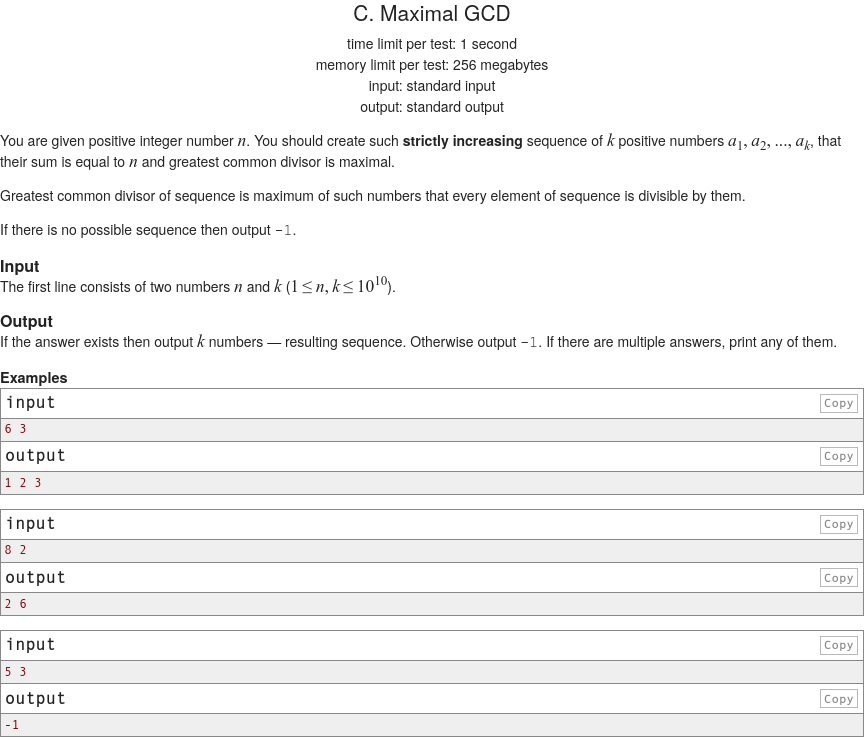 C. Maximal GCD
time limit per test: 1 second
memory limit per test: 256 megabytes
input: standard input
output: standard output
You are given positive integer number n. You should create such strictly increasing sequence of k positive numbers a1, a2, ..., ak, that
their sum is equal to n and greatest common divisor is maximal.
Greatest common divisor of sequence is maximum of such numbers that every element of sequence is divisible by them.
If there is no possible sequence then output -1.
Input
The first line consists of two numbers n and k (1 ≤ n, k ≤ 10^10).
Output
If the answer exists then output k numbers — resulting sequence. Otherwise output -1. If there are multiple answers, print any of them.
Examples
input Copy
6 3
output Copy
1 2 3
input Copy
8 2
output Copy
2 6
input Copy
5 3
output Copy
-1